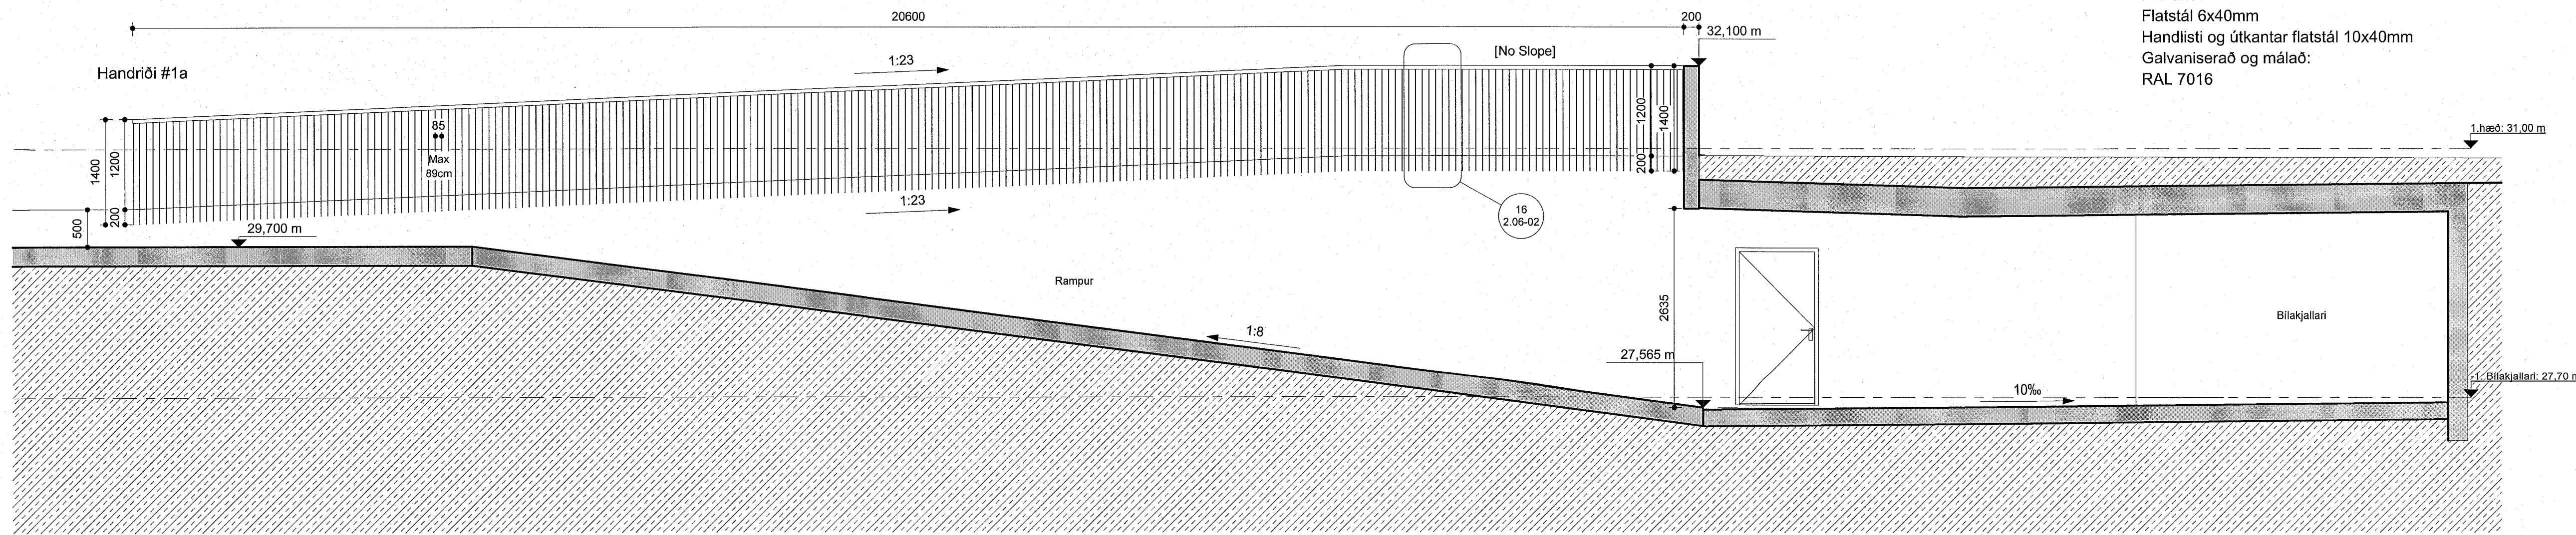 20600
200
Flatstál 6x40mm
Handlisti og útkantar flatstál 10x40mm
Galvaniserað og málað:
RAL 7016
32,100 m
[No Slope]
1:23
Handriði #1a
85
Max
89cm
1400
1200
200
500
1200
1400
200
1.hæð: 31,00 m
1:23
16
2.06-02
29,700 m
Rampur
2635
Bílakjallari
1:8
27,565 m
10‰
-1. Bílakjallari: 27,70 m